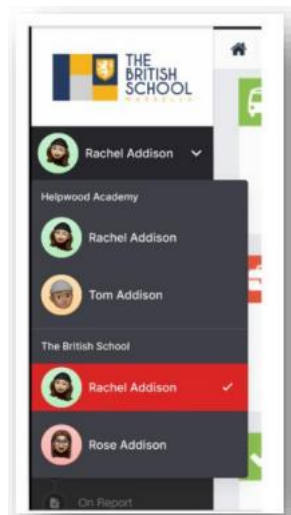 THE
BRITISH
SCHOOL
MARBELLA
Rachel Addison
Helpwood Academy
Rachel Addison
Tom Addison
The British School
Rachel Addison
Rose Addison
On Report